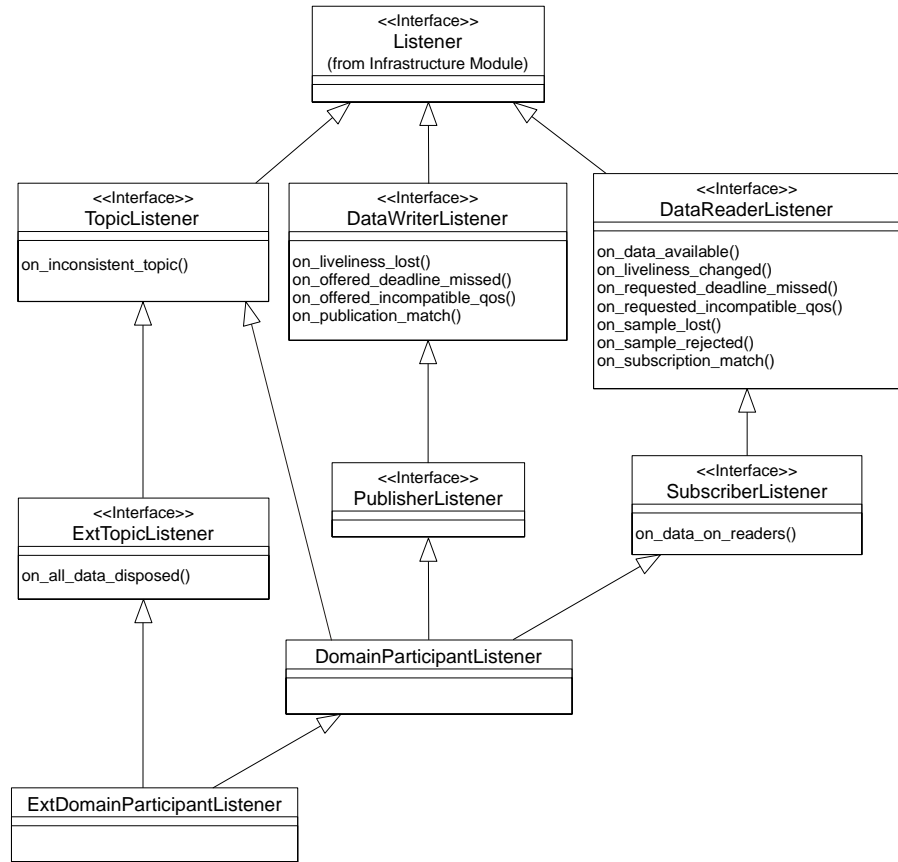 <<Interface>>
Listener
(from Infrastructure Module)
<<Interface>>
TopicListener
on_inconsistent_topic()
<<Interface>>
DataWriterListener
on_liveliness_lost()
on_offered_deadline_missed()
on_offered_incompatible_qos()
on_publication_match()
<<Interface>>
DataReaderListener
on_data_available()
on_liveliness_changed()
on_requested_deadline_missed()
on_requested_incompatible_qos()
on_sample_lost()
on_sample_rejected()
on_subscription_match()
<<Interface>>
ExtTopicListener
on_all_data_disposed()
<<Interface>>
PublisherListener
<<Interface>>
SubscriberListener
on_data_on_readers()
DomainParticipantListener
ExtDomainParticipantListener